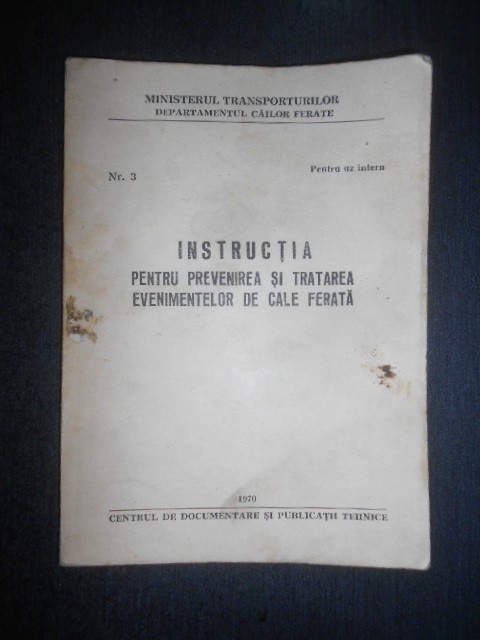 MINISTERUL TRANSPORTURILOR
DEPARTAMENTUL CĂILOR FERATE
Nr. 3
Pentru uz intern
INSTRUCȚIA
PENTRU PREVENIREA ȘI TRATAREA
EVENIMENTELOR DE CALE FERATĂ
1970
CENTRUL DE DOCUMENTARE ȘI PUBLICAȚII TEHNICE